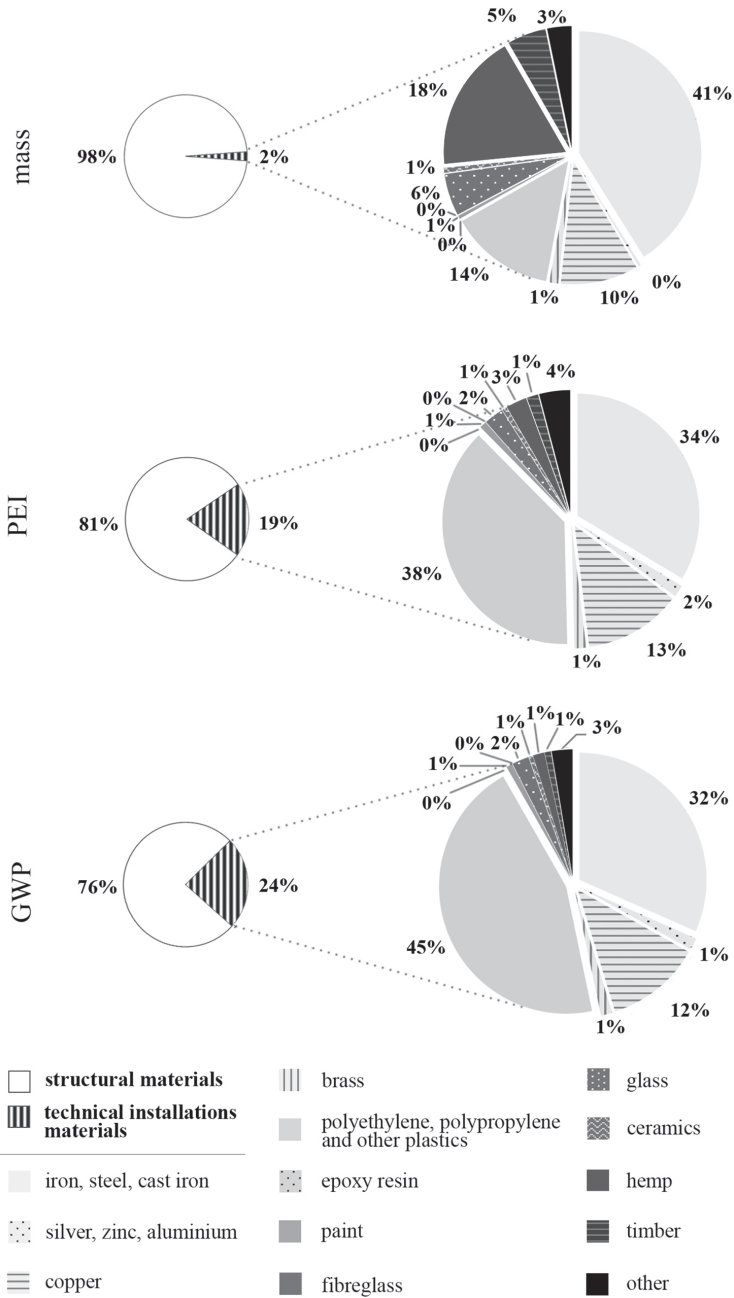 mass
98%
2%
5%
3%
41%
18%
1%
6%
0%
1%
0%
14%
1%
10%
0%
PEI
81%
19%
1%
3%
1%
4%
0%
2%
1%
0%
34%
38%
2%
13%
1%
GWP
76%
24%
1%
1%
1%
3%
0%
2%
1%
0%
32%
45%
1%
12%
1%
structural materials
technical installations
materials
iron, steel, cast iron
silver, zinc, aluminium
copper
brass
polyethylene, polypropylene
and other plastics
epoxy resin
paint
fibreglass
glass
ceramics
hemp
timber
other